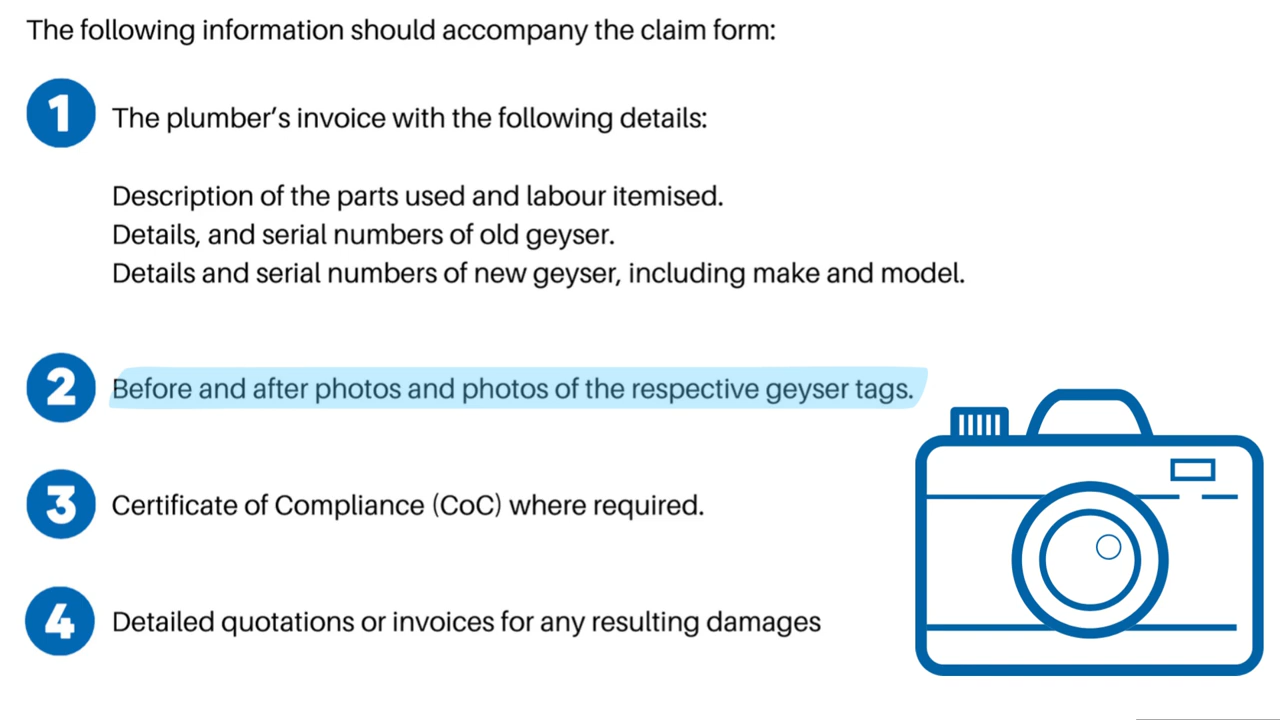 The following information should accompany the claim form:
1 The plumber’s invoice with the following details:
Description of the parts used and labour itemised.
Details, and serial numbers of old geyser.
Details and serial numbers of new geyser, including make and model.
2 Before and after photos and photos of the respective geyser tags.
3 Certificate of Compliance (CoC) where required.
4 Detailed quotations or invoices for any resulting damages